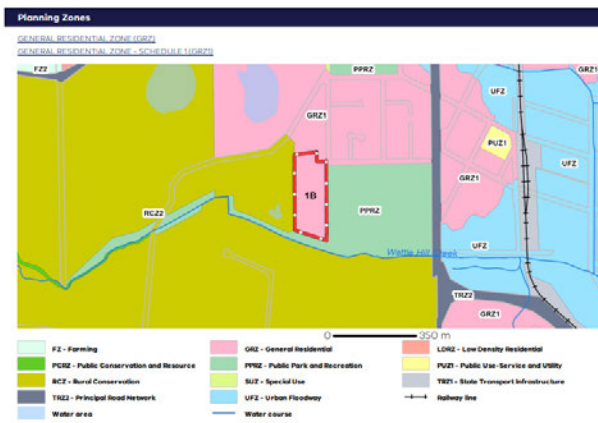 Planning Zones
GENERAL RESIDENTIAL ZONE (GRZ)
GENERAL RESIDENTIAL ZONE - SCHEDULE 1 (GRZ1)
FZ2
PPRZ
GRZ1
UFZ
GRZ1
PUZ1
UFZ
GRZ1
1B
RCZ2
PPRZ
UFZ
Wattle Hill Creek
TRZ2
GRZ1
0 350 m
FZ - Farming
GRZ - General Residential
LDRZ - Low Density Residential
PCRZ - Public Conservation and Resource
PPRZ - Public Park and Recreation
PUZ1 - Public Use-Service and Utility
RCZ - Rural Conservation
SUZ - Special Use
TRZ1 - State Transport Infrastructure
TRZ2 - Principal Road Network
UFZ - Urban Floodway
Railway line
Water area
Water course